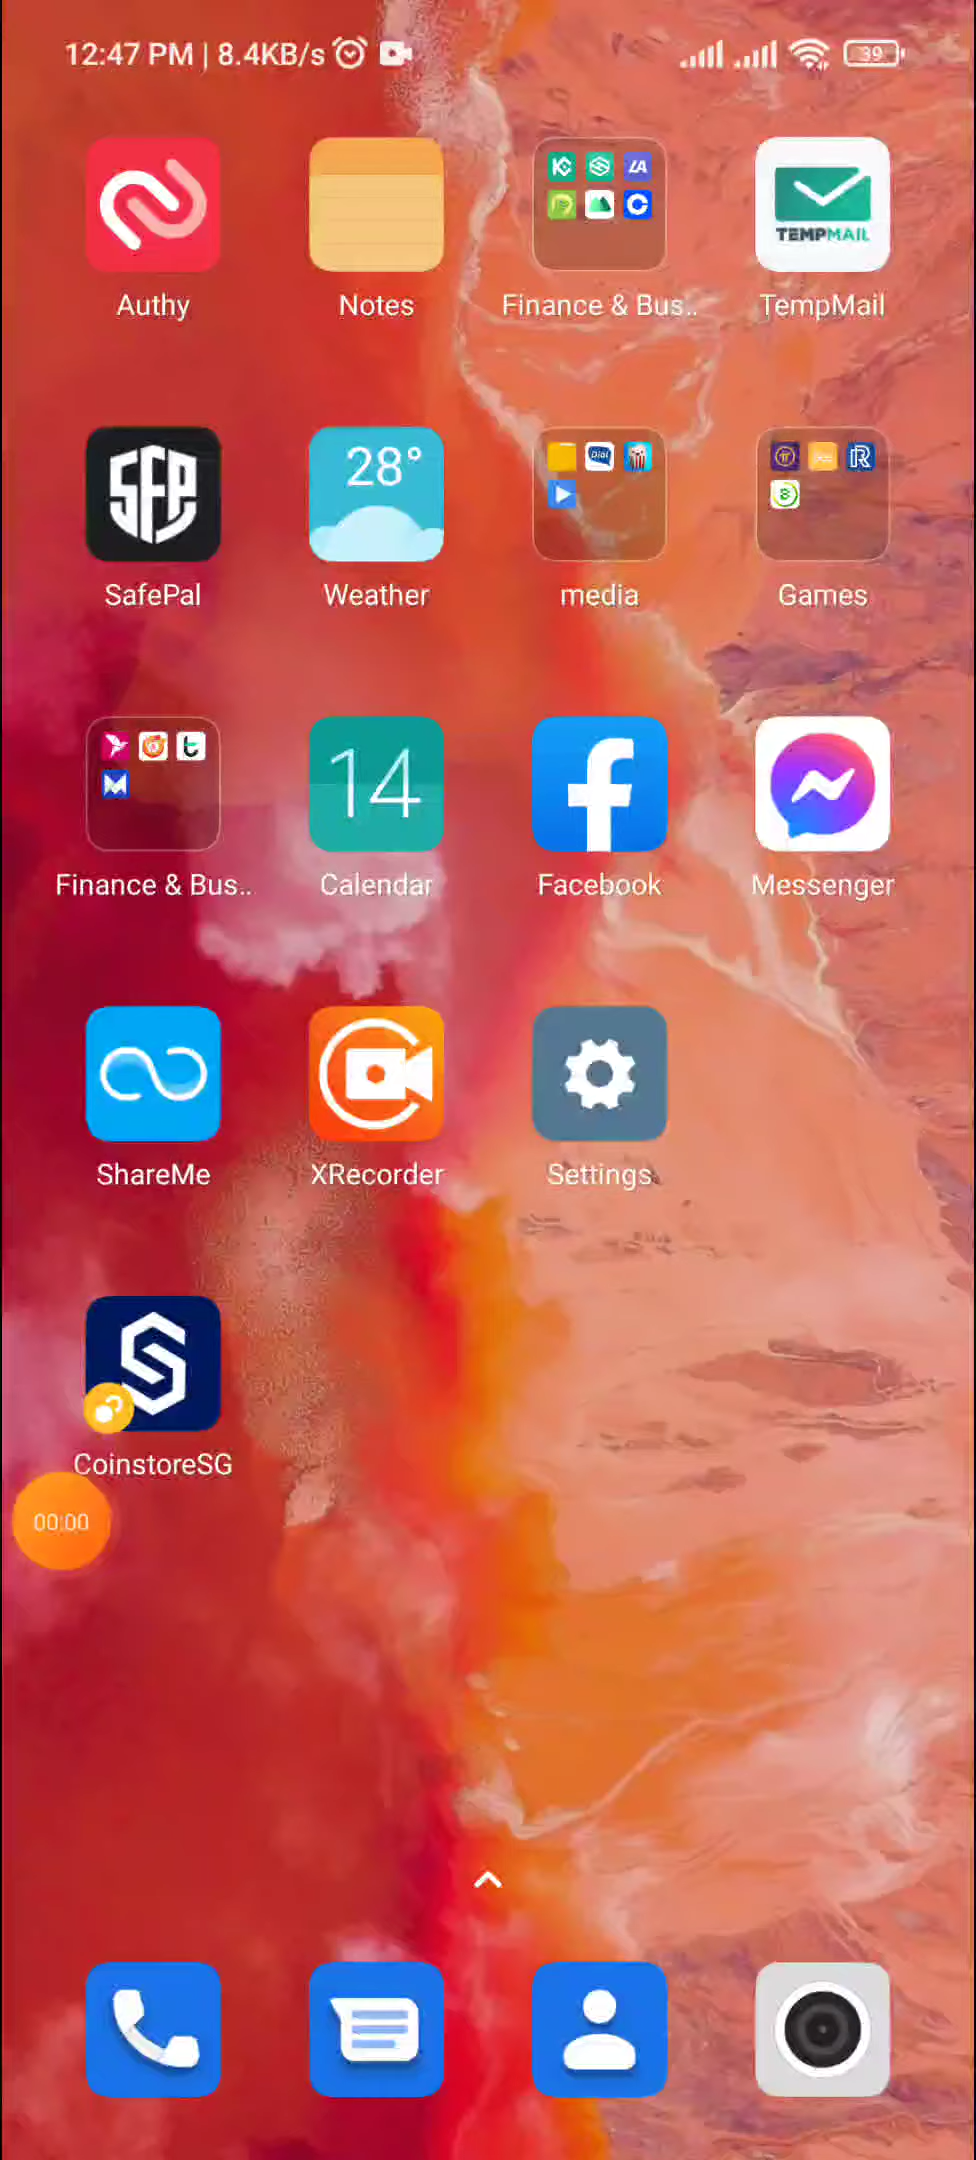 12:47 PM | 8.4KB/s
39
TEMPMAIL
Authy
Notes
Finance & Bus..
TempMail
SFP
28°
SafePal
Weather
media
Games
14
Finance & Bus..
Calendar
Facebook
Messenger
ShareMe
XRecorder
Settings
CoinstoreSG
00:00